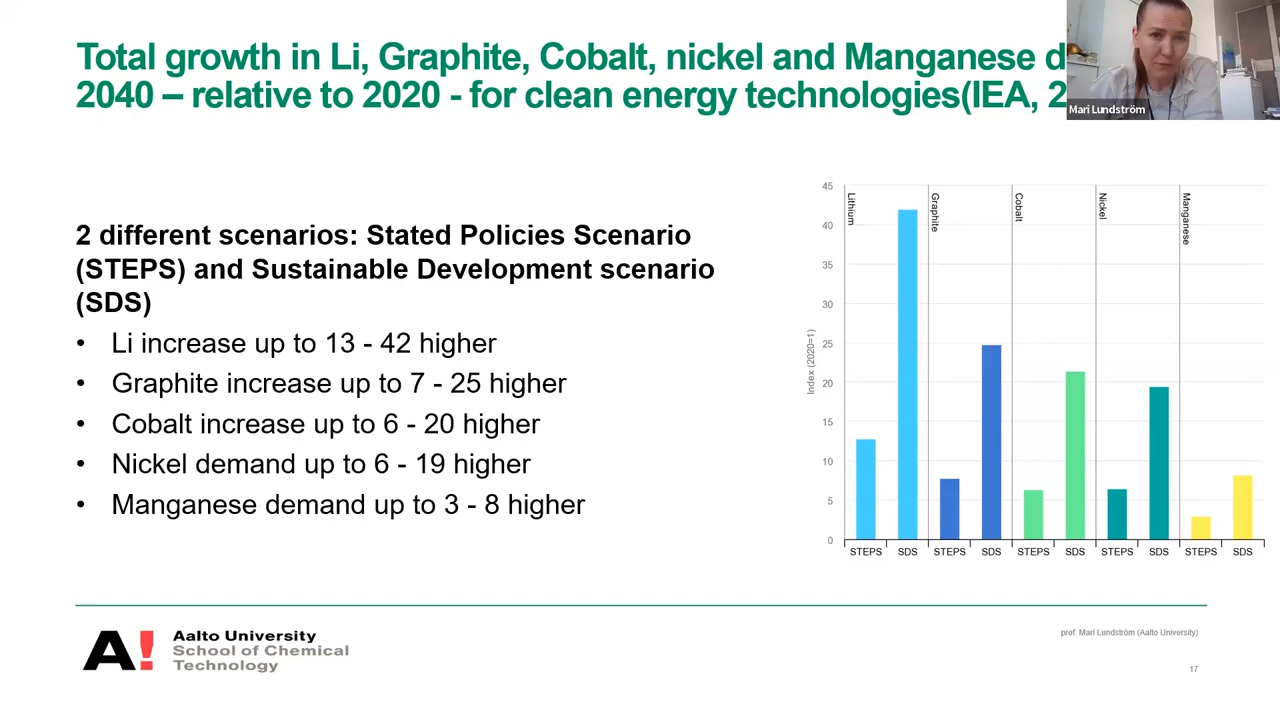 Total growth in Li, Graphite, Cobalt, nickel and Manganese
2040 – relative to 2020 - for clean energy technologies(IEA,
Mari Lundström
2 different scenarios: Stated Policies Scenario
(STEPS) and Sustainable Development scenario
(SDS)
• Li increase up to 13 - 42 higher
• Graphite increase up to 7 - 25 higher
• Cobalt increase up to 6 - 20 higher
• Nickel demand up to 6 - 19 higher
• Manganese demand up to 3 - 8 higher
Index (2020=1)
45
40
35
30
25
20
15
10
5
0
Lithium
Graphite
Cobalt
Nickel
Manganese
STEPS SDS STEPS SDS STEPS SDS STEPS SDS STEPS SDS
A!
Aalto University
School of Chemical
Technology
prof. Mari Lundström (Aalto University)
17